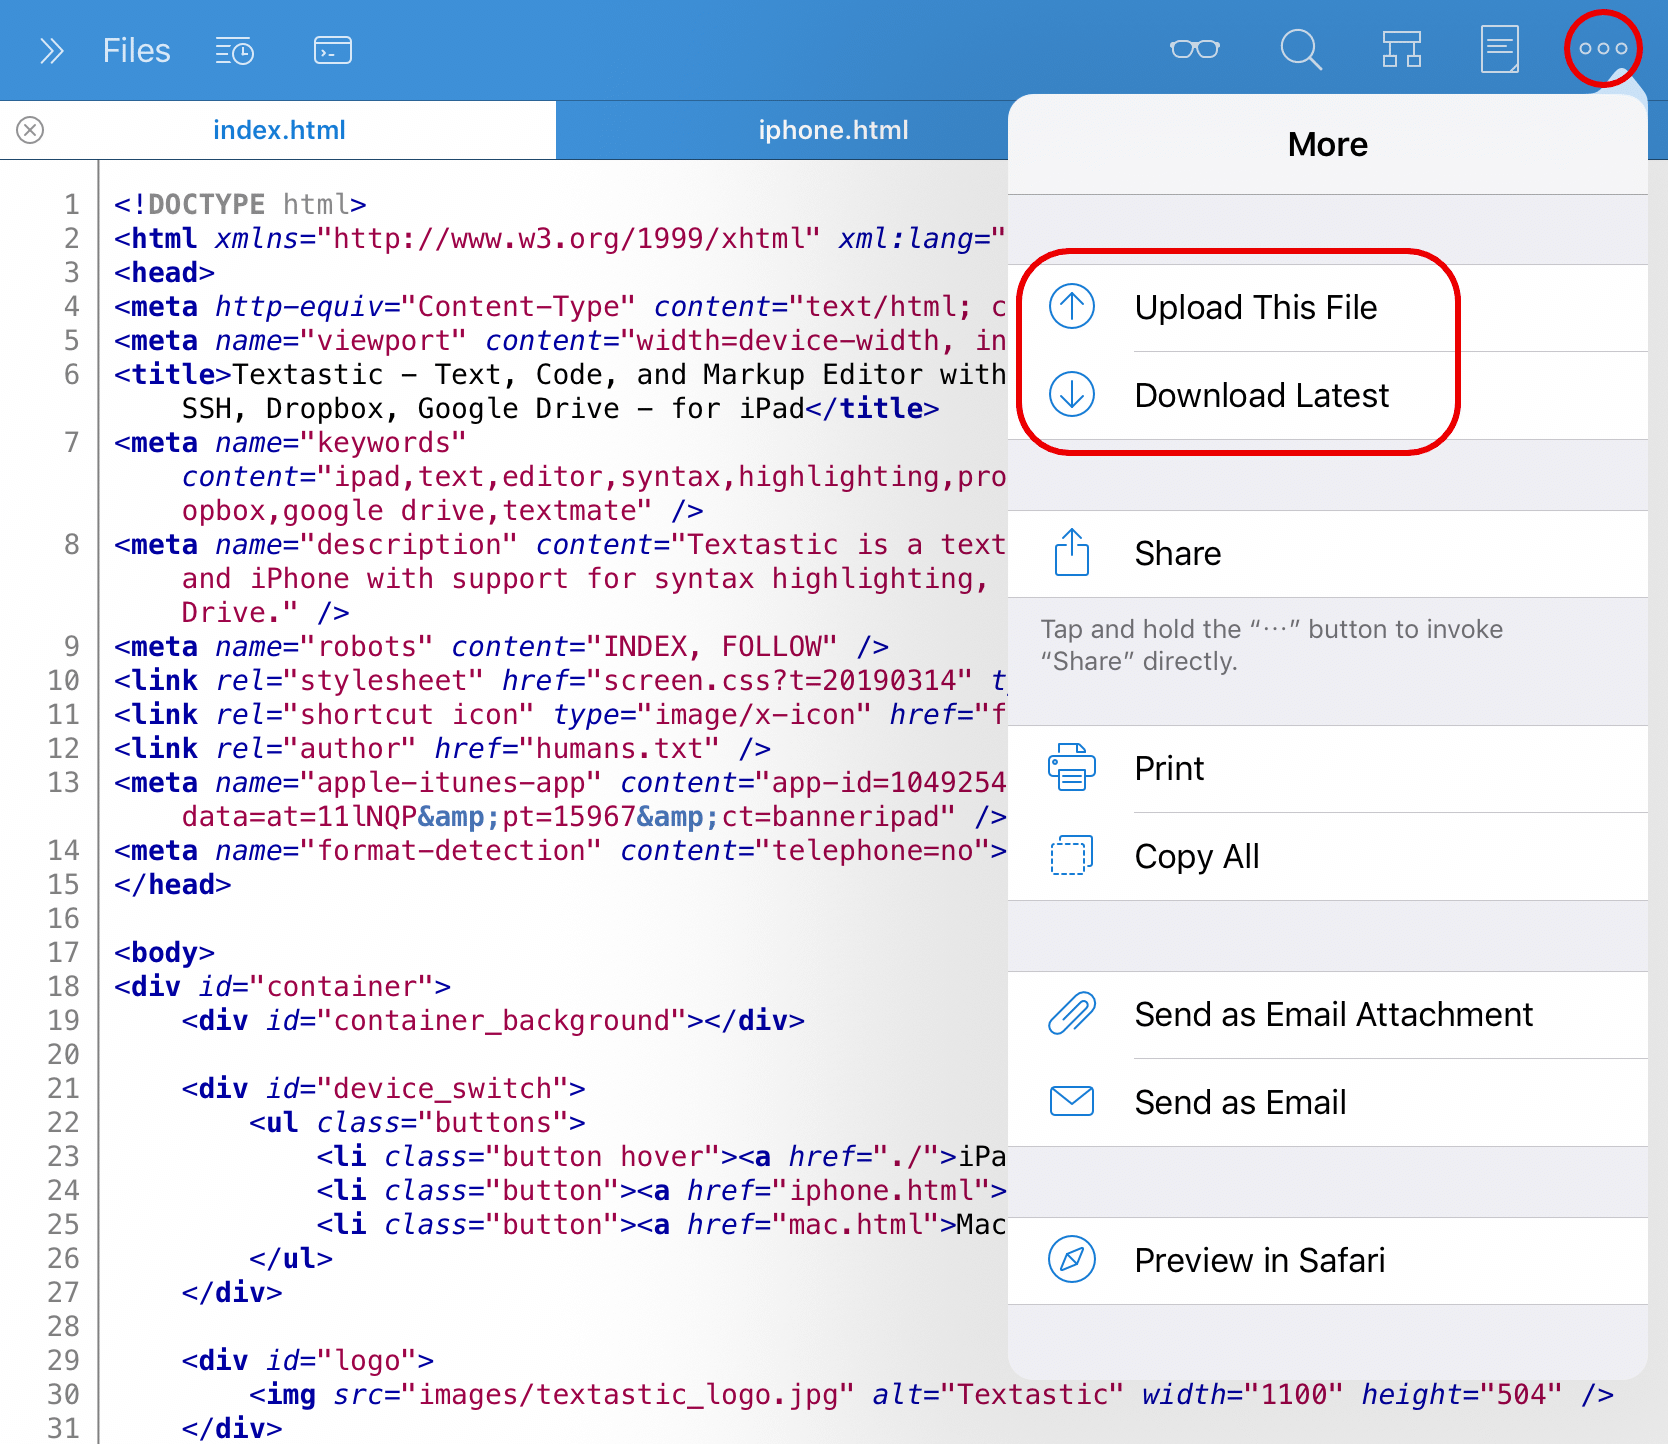 Files
index.html
iphone.html
1 <!DOCTYPE html>
2 <html xmlns="http://www.w3.org/1999/xhtml" xml:lang="
3 <head>
4 <meta http-equiv="Content-Type" content="text/html; c
5 <meta name="viewport" content="width=device-width, in
6 <title>Textastic – Text, Code, and Markup Editor with
SSH, Dropbox, Google Drive – for iPad</title>
7 <meta name="keywords"
content="ipad,text,editor,syntax,highlighting,pro
opbox,google drive,textmate" />
8 <meta name="description" content="Textastic is a text
and iPhone with support for syntax highlighting,
Drive." />
9 <meta name="robots" content="INDEX, FOLLOW" />
10 <link rel="stylesheet" href="screen.css?t=20190314" t
11 <link rel="shortcut icon" type="image/x-icon" href="f
12 <link rel="author" href="humans.txt" />
13 <meta name="apple-itunes-app" content="app-id=1049254
data=at=11lNQP&amp;pt=15967&amp;ct=banneripad" />
14 <meta name="format-detection" content="telephone=no">
15 </head>
16
17 <body>
18 <div id="container">
19 <div id="container_background"></div>
20
21 <div id="device_switch">
22 <ul class="buttons">
23 <li class="button hover"><a href="./">iPa
24 <li class="button"><a href="iphone.html">
25 <li class="button"><a href="mac.html">Mac
26 </ul>
27 </div>
28
29 <div id="logo">
30 <img src="images/textastic_logo.jpg" alt="Textastic" width="1100" height="504" />
31 </div>
More
Upload This File
Download Latest
Share
Tap and hold the “···” button to invoke
“Share” directly.
Print
Copy All
Send as Email Attachment
Send as Email
Preview in Safari